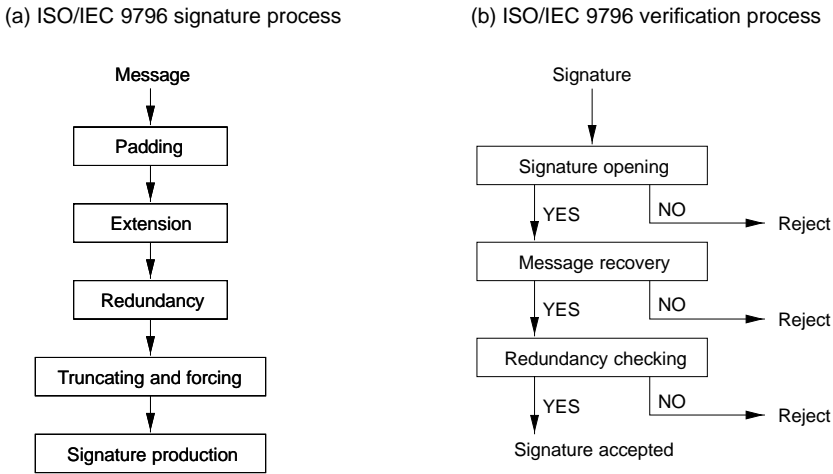 (a) ISO/IEC 9796 signature process
Message
Padding
Extension
Redundancy
Truncating and forcing
Signature production
(b) ISO/IEC 9796 verification process
Signature
Signature opening
YES
NO
Reject
Message recovery
YES
NO
Reject
Redundancy checking
YES
NO
Reject
Signature accepted